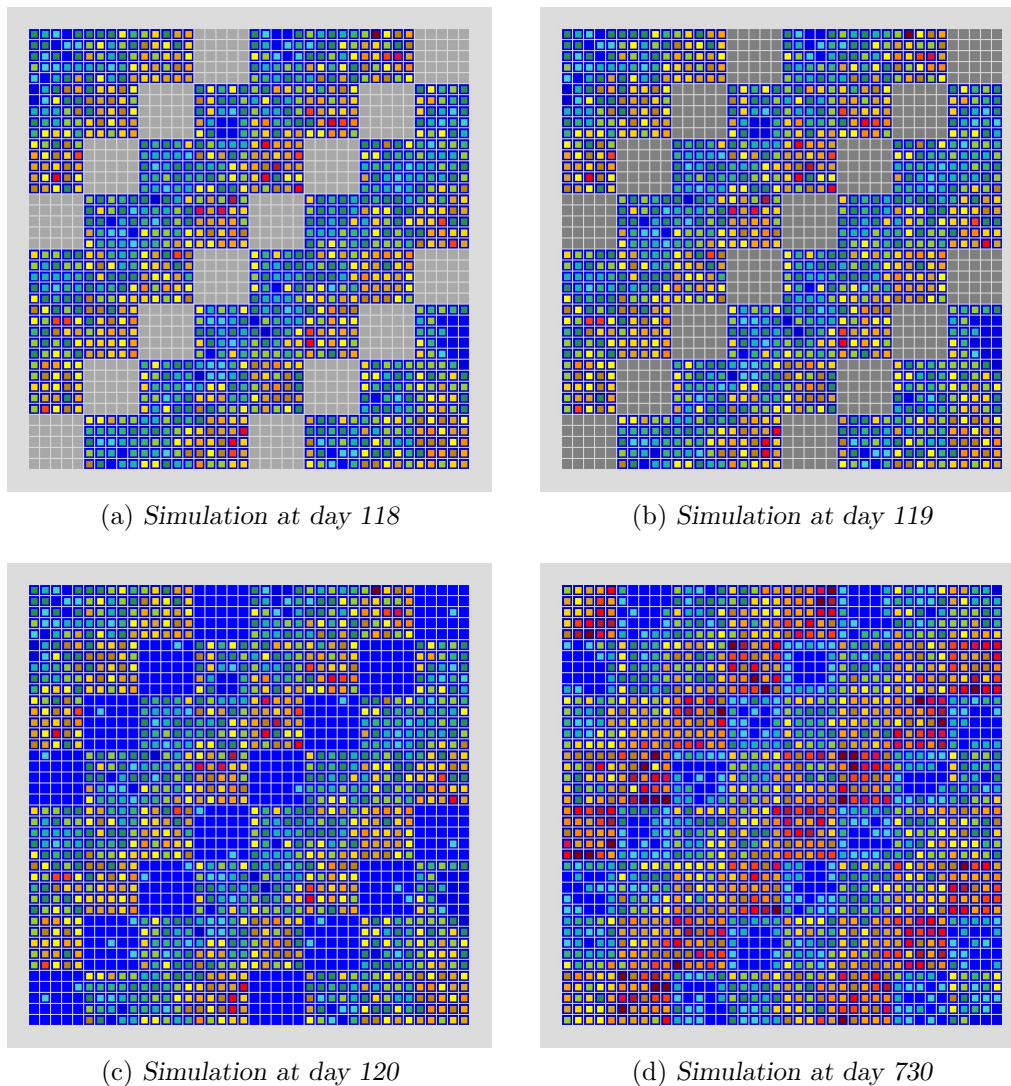 (a) Simulation at day 118
(b) Simulation at day 119
(c) Simulation at day 120
(d) Simulation at day 730